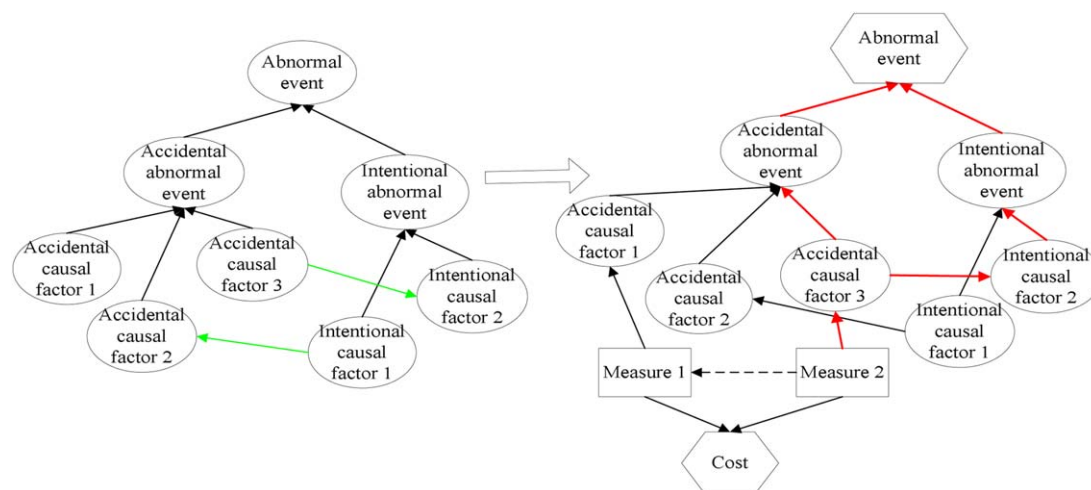 Abnormal
event
Accidental
abnormal
event
Intentional
abnormal
event
Accidental
causal
factor 1
Accidental
causal
factor 3
Intentional
causal
factor 2
Accidental
causal
factor 2
Intentional
causal
factor 1
Abnormal
event
Accidental
abnormal
event
Intentional
abnormal
event
Accidental
causal
factor 1
Accidental
causal
factor 2
Accidental
causal
factor 3
Intentional
causal
factor 2
Intentional
causal
factor 1
Measure 1
Measure 2
Cost